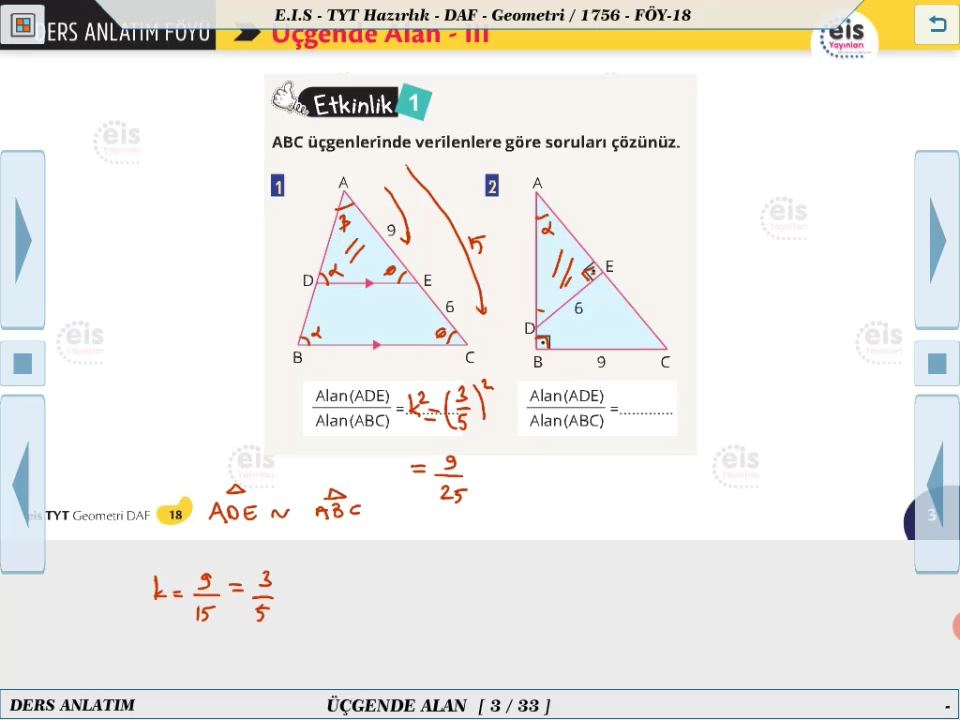 E.I.S - TYT Hazırlık - DAF - Geometri / 1756 - FÖY-18
DERS ANLATIM FÖYÜ
Üçgende Alan - III
eis
Yayınları
Etkinlik 1
ABC üçgenlerinde verilenlere göre soruları çözünüz.
1
A
9
5
α
θ
D
E
6
α
θ
B
C
Alan(ADE)
Alan(ABC)
=............
k² = (3/5)²
= 9/25
2
A
α
E
6
D
B
9
C
Alan(ADE)
Alan(ABC)
=............
eis TYT Geometri DAF 18
3
ADE ~ ABC
k = 9/15 = 3/5
DERS ANLATIM
ÜÇGENDE ALAN [ 3 / 33 ]
-